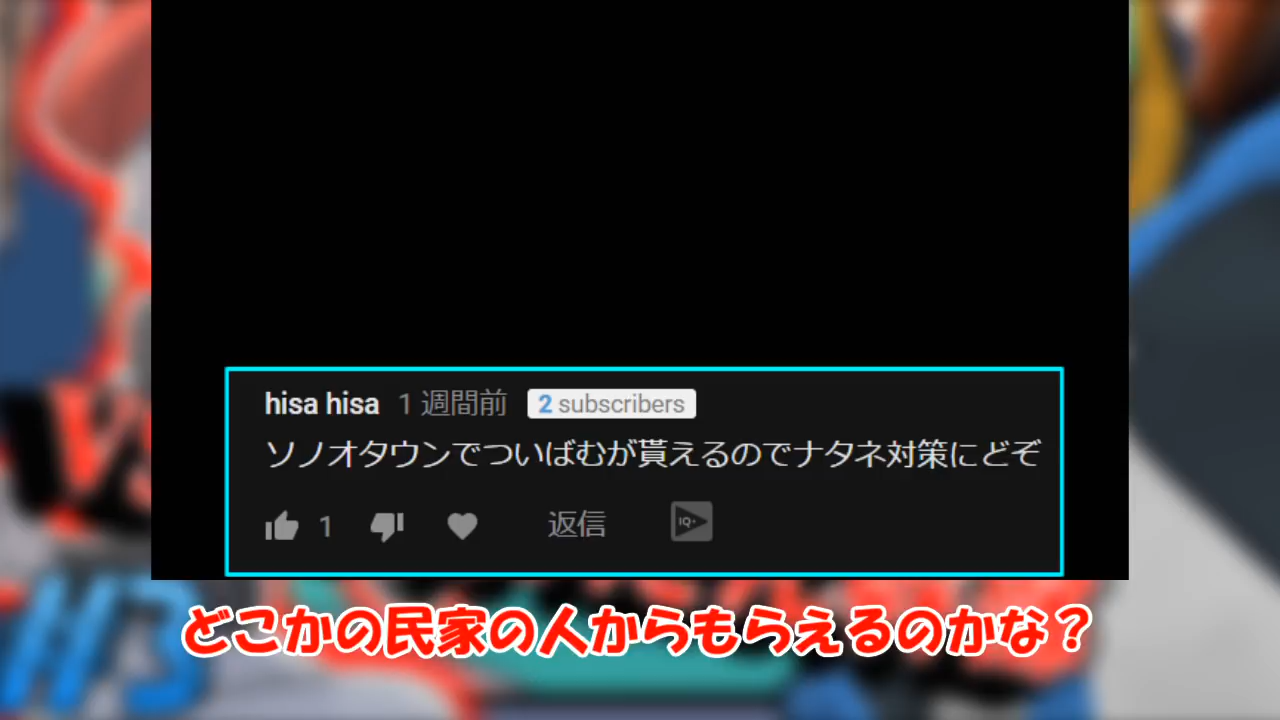 hisa hisa 1 週間前 2 subscribers
ソノオタウンでついばむが貰えるのでナタネ対策にどぞ
1 返信 IQ
どこかの民家の人からもらえるのかな？